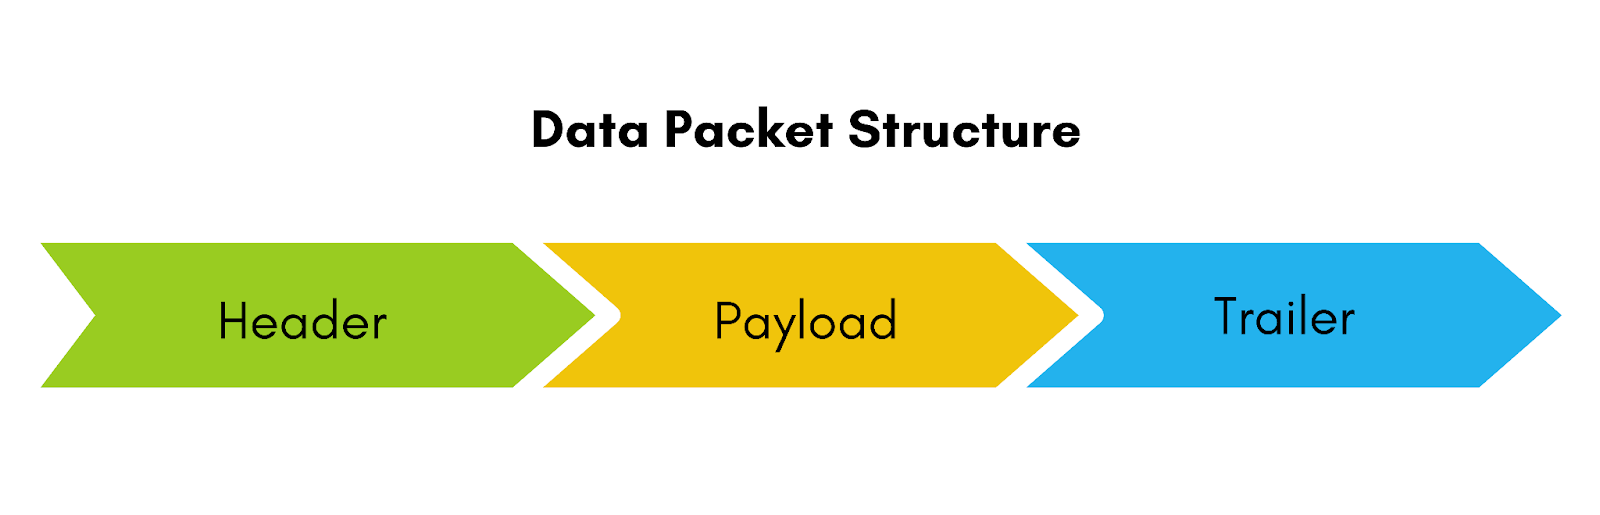 Data Packet Structure
Header
Payload
Trailer